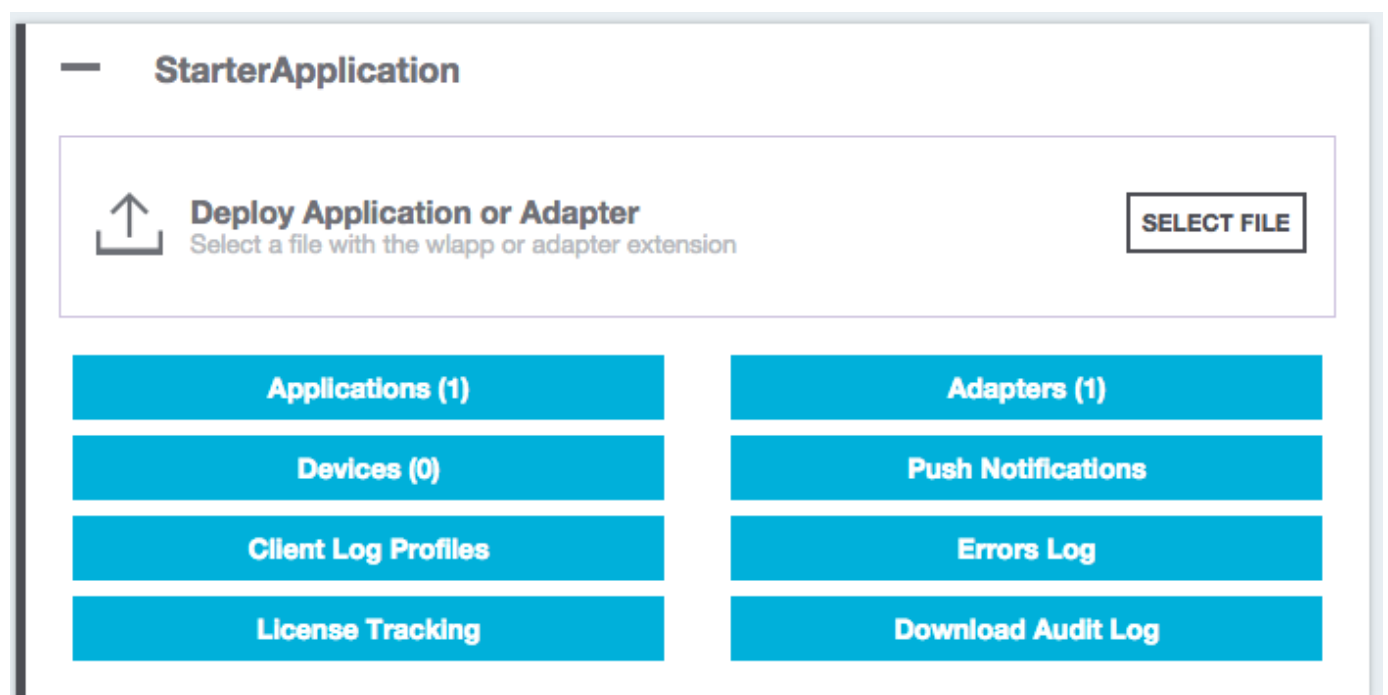 StarterApplication
Deploy Application or Adapter
Select a file with the wlapp or adapter extension
SELECT FILE
Applications (1)
Adapters (1)
Devices (0)
Push Notifications
Client Log Profiles
Errors Log
License Tracking
Download Audit Log